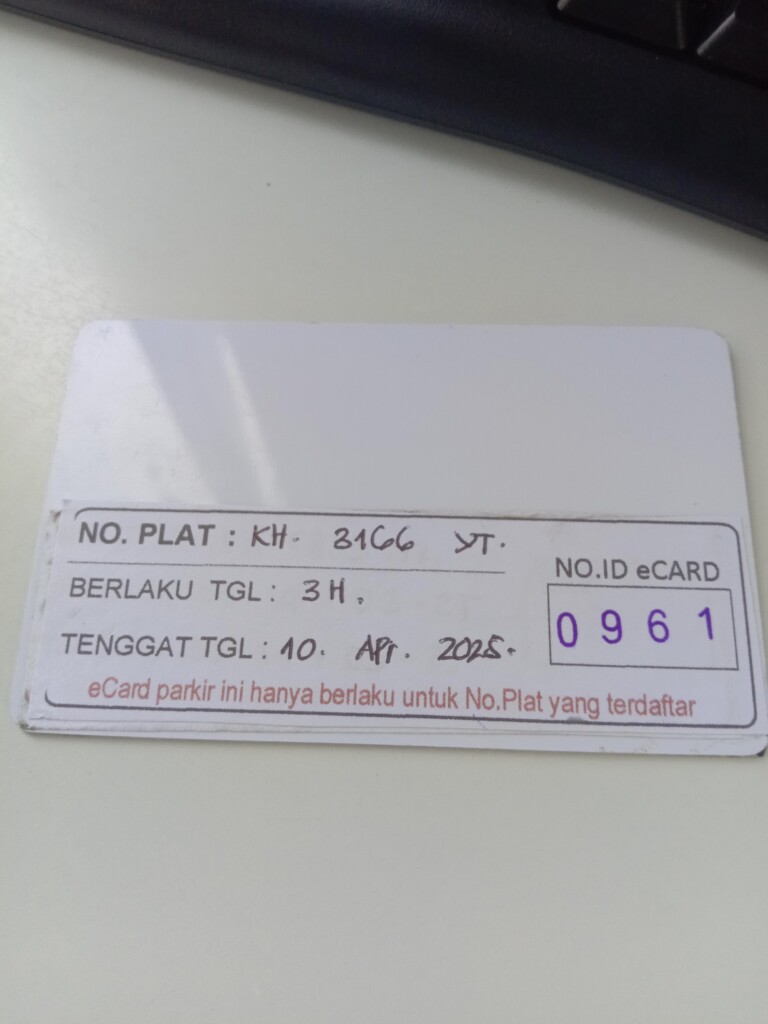 NO. PLAT : KH. 3166 YT.
NO.ID eCARD
BERLAKU TGL : 3 H.
0961
TENGGAT TGL : 10. Apr. 2025.
eCard parkir ini hanya berlaku untuk No.Plat yang terdaftar